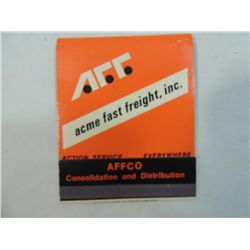 AFF
acme fast freight, inc.
ACTION SERVICE EVERYWHERE
AFFCO
Consolidation and Distribution